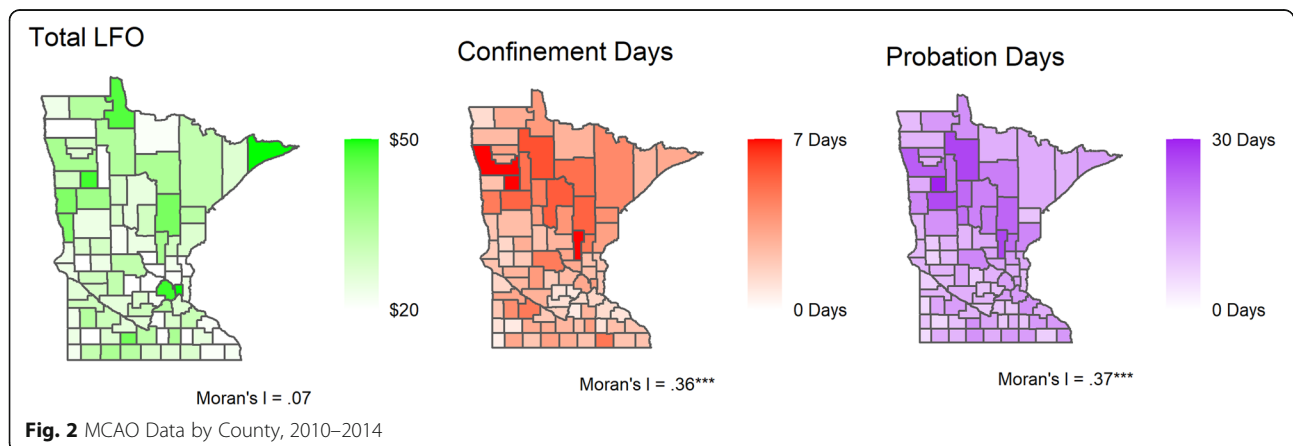 Total LFO
$50
$20
Moran's I = .07
Confinement Days
7 Days
0 Days
Moran's I = .36***
Probation Days
30 Days
0 Days
Moran's I = .37***
Fig. 2 MCAO Data by County, 2010–2014